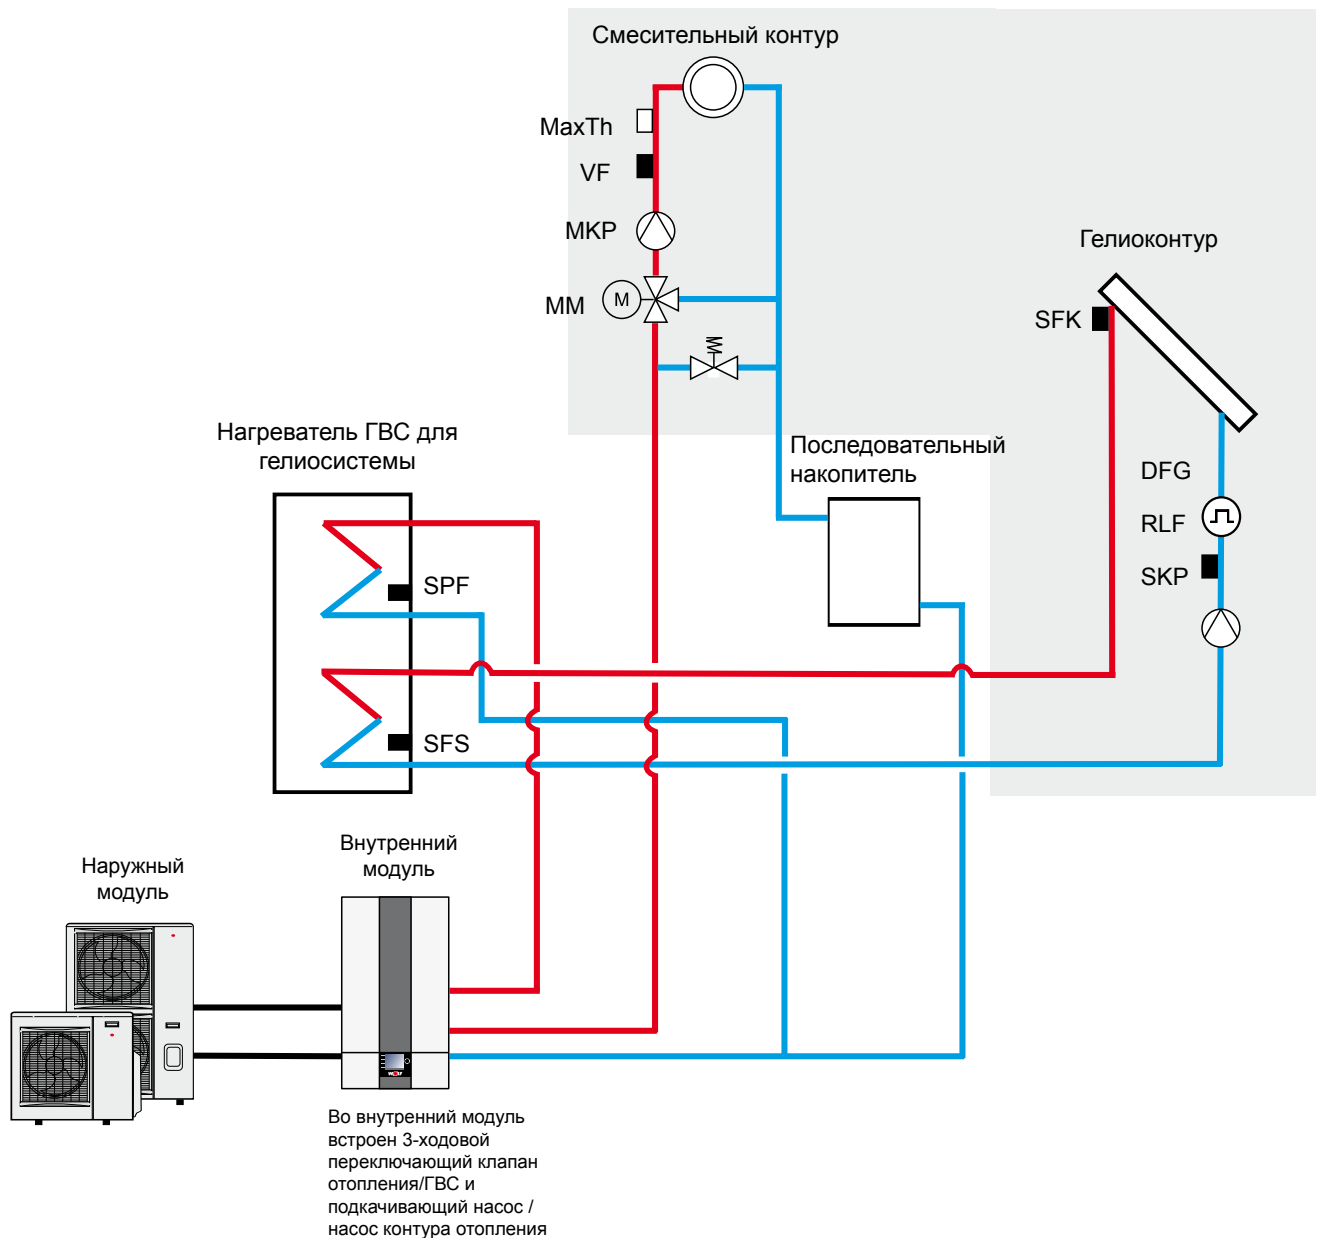 Смесительный контур
MaxTh
VF
MKP
MM
M
Гелиоконтур
SFK
Нагреватель ГВС для
гелиосистемы
Последовательный
накопитель
DFG
RLF
SKP
SPF
SFS
Внутренний
модуль
Наружный
модуль
WOLF
Во внутренний модуль
встроен 3-ходовой
переключающий клапан
отопления/ГВС и
подкачивающий насос /
насос контура отопления